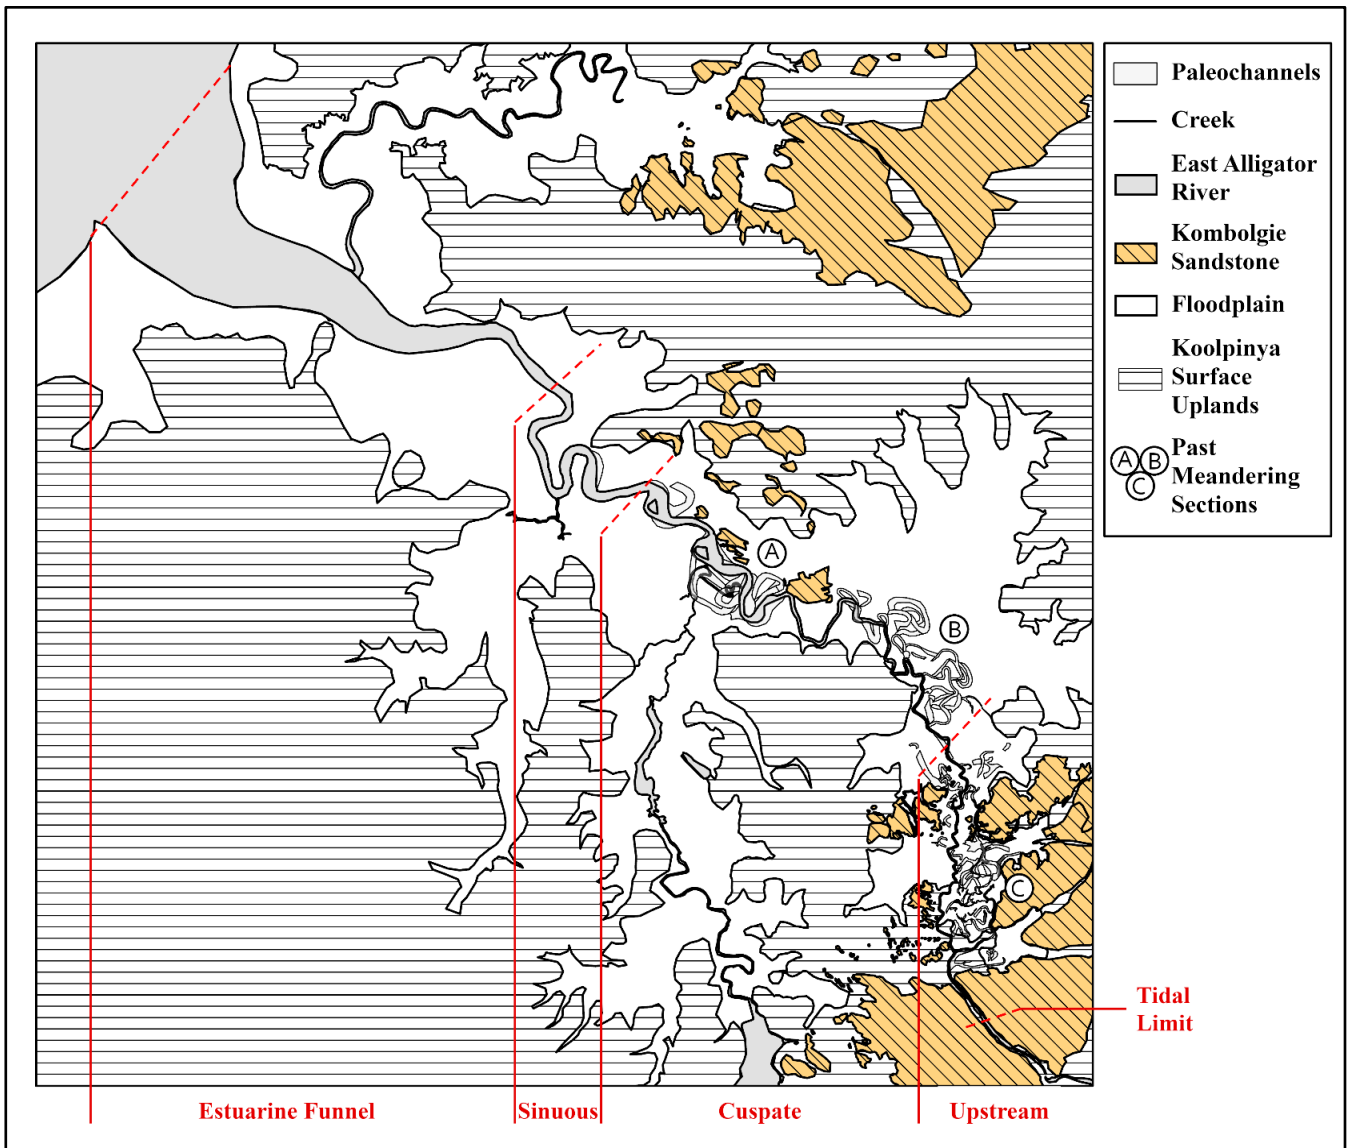 Paleochannels
Creek
East Alligator
River
Kombolgie
Sandstone
Floodplain
Koolpinya
Surface
Uplands
A B
C
Past
Meandering
Sections
A
B
C
Tidal
Limit
Estuarine Funnel
Sinuous
Cuspate
Upstream